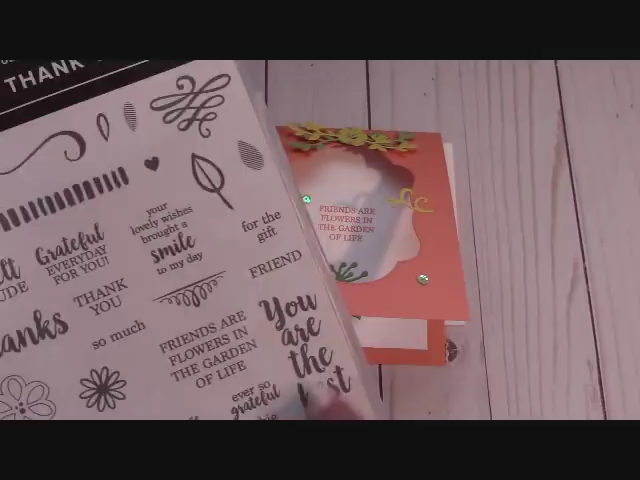 THANK
your
lovely wishes
brought a
smile
to my day
for the
gift
Grateful
EVERYDAY
FOR YOU!
FRIEND
THANK
YOU
so much
FRIENDS ARE
FLOWERS IN
THE GARDEN
OF LIFE
You
are
the
ever so
grateful
FRIENDS ARE
FLOWERS IN
THE GARDEN
OF LIFE